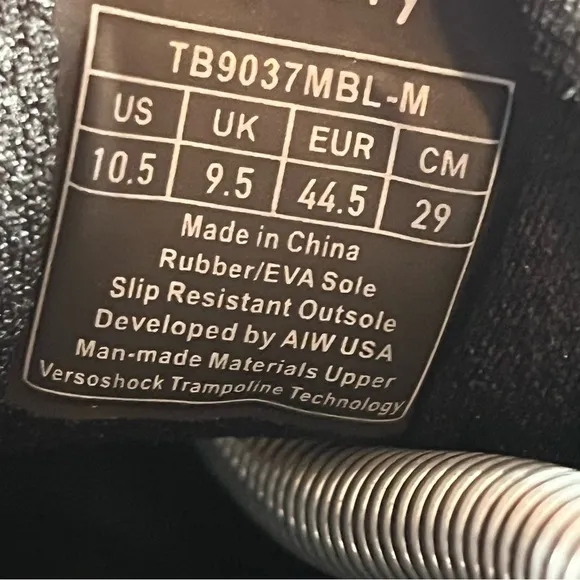 TB9037MBL-M
US UK EUR CM
10.5 9.5 44.5 29
Made in China
Rubber/EVA Sole
Slip Resistant Outsole
Developed by AIW USA
Man-made Materials Upper
Versoshock Trampoline Technology